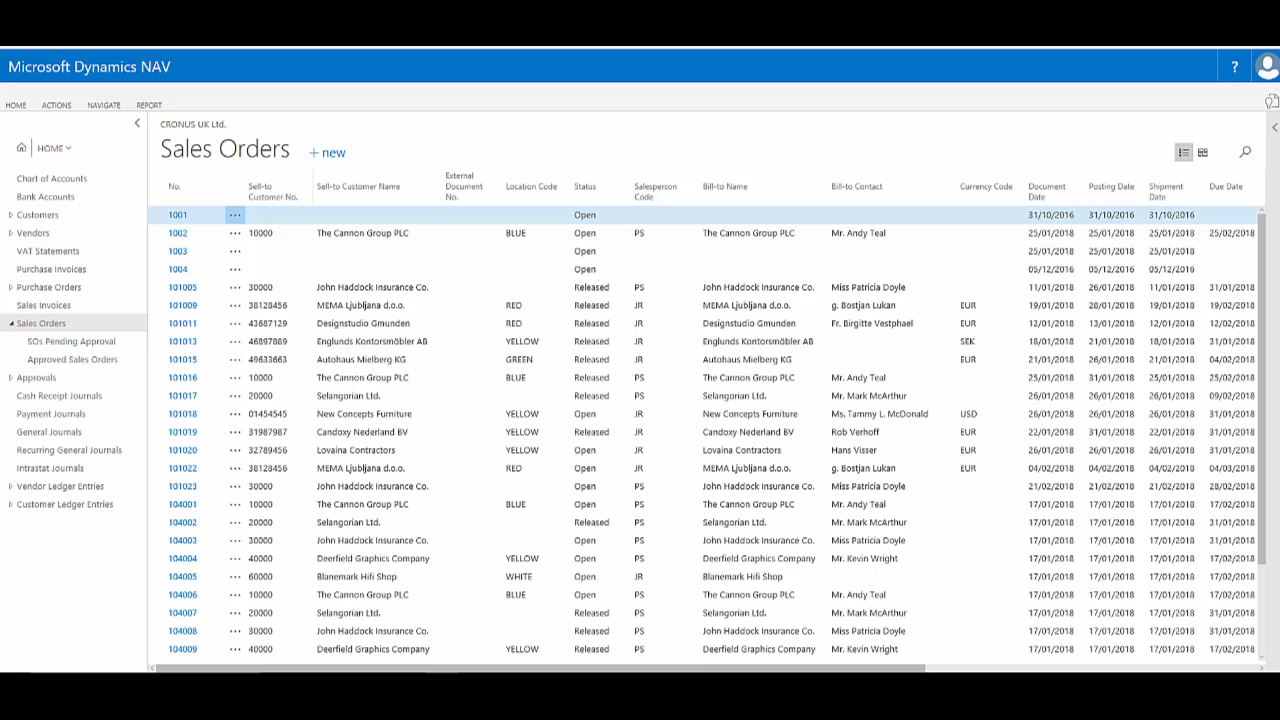 Microsoft Dynamics NAV ?
HOME ACTIONS NAVIGATE REPORT
HOME
Chart of Accounts
Bank Accounts
Customers
Vendors
VAT Statements
Purchase Invoices
Purchase Orders
Sales Invoices
Sales Orders
SOs Pending Approval
Approved Sales Orders
Approvals
Cash Receipt Journals
Payment Journals
General Journals
Recurring General Journals
Intrastat Journals
Vendor Ledger Entries
Customer Ledger Entries
CRONUS UK Ltd.
Sales Orders + new
No. Sell-to Customer No. Sell-to Customer Name External Document No. Location Code Status Salesperson Code Bill-to Name Bill-to Contact Currency Code Document Date Posting Date Shipment Date Due Date
1001 ... Open 31/10/2016 31/10/2016 31/10/2016
1002 ... 10000 The Cannon Group PLC BLUE Open PS The Cannon Group PLC Mr. Andy Teal 25/01/2018 25/01/2018 25/01/2018 25/02/2018
1003 ... Open 25/01/2018 25/01/2018 25/01/2018
1004 ... Open 05/12/2016 05/12/2016 05/12/2016
101005 ... 30000 John Haddock Insurance Co. Released PS John Haddock Insurance Co. Miss Patricia Doyle 11/01/2018 26/01/2018 11/01/2018 31/01/2018
101009 ... 38128456 MEMA Ljubljana d.o.o. RED Released JR MEMA Ljubljana d.o.o. g. Bostjan Lukan EUR 19/01/2018 28/01/2018 19/01/2018 19/02/2018
101011 ... 43687129 Designstudio Gmunden RED Released JR Designstudio Gmunden Fr. Birgitte Vestphael EUR 12/01/2018 13/01/2018 12/01/2018 12/02/2018
101013 ... 46897889 Englunds Kontorsmöbler AB YELLOW Released JR Englunds Kontorsmöbler AB SEK 18/01/2018 21/01/2018 18/01/2018 31/01/2018
101015 ... 49633663 Autohaus Mielberg KG GREEN Released JR Autohaus Mielberg KG EUR 21/01/2018 26/01/2018 21/01/2018 04/02/2018
101016 ... 10000 The Cannon Group PLC BLUE Released PS The Cannon Group PLC Mr. Andy Teal 25/01/2018 31/01/2018 25/01/2018 25/02/2018
101017 ... 20000 Selangorian Ltd. Released PS Selangorian Ltd. Mr. Mark McArthur 26/01/2018 26/01/2018 26/01/2018 09/02/2018
101018 ... 01454545 New Concepts Furniture YELLOW Open JR New Concepts Furniture Ms. Tammy L. McDonald USD 26/01/2018 26/01/2018 26/01/2018 31/01/2018
101019 ... 31987987 Candoxy Nederland BV YELLOW Released JR Candoxy Nederland BV Rob Verhoff EUR 22/01/2018 31/01/2018 22/01/2018 31/01/2018
101020 ... 32789456 Lovaina Contractors YELLOW Open JR Lovaina Contractors Hans Visser EUR 26/01/2018 26/01/2018 26/01/2018 31/01/2018
101022 ... 38128456 MEMA Ljubljana d.o.o. RED Open JR MEMA Ljubljana d.o.o. g. Bostjan Lukan EUR 04/02/2018 04/02/2018 04/02/2018 04/03/2018
101023 ... 30000 John Haddock Insurance Co. Open PS John Haddock Insurance Co. Miss Patricia Doyle 21/02/2018 21/02/2018 21/02/2018 28/02/2018
104001 ... 10000 The Cannon Group PLC BLUE Open PS The Cannon Group PLC Mr. Andy Teal 17/01/2018 17/01/2018 17/01/2018 17/02/2018
104002 ... 20000 Selangorian Ltd. Released PS Selangorian Ltd. Mr. Mark McArthur 17/01/2018 17/01/2018 17/01/2018 31/01/2018
104003 ... 30000 John Haddock Insurance Co. Open PS John Haddock Insurance Co. Miss Patricia Doyle 17/01/2018 17/01/2018 17/01/2018 31/01/2018
104004 ... 40000 Deerfield Graphics Company YELLOW Open PS Deerfield Graphics Company Mr. Kevin Wright 17/01/2018 17/01/2018 17/01/2018 17/02/2018
104005 ... 60000 Blanemark Hifi Shop WHITE Open JR Blanemark Hifi Shop 17/01/2018 17/01/2018 17/01/2018 17/02/2018
104006 ... 10000 The Cannon Group PLC BLUE Open PS The Cannon Group PLC Mr. Andy Teal 17/01/2018 17/01/2018 17/01/2018 17/02/2018
104007 ... 20000 Selangorian Ltd. Released PS Selangorian Ltd. Mr. Mark McArthur 17/01/2018 17/01/2018 17/01/2018 31/01/2018
104008 ... 30000 John Haddock Insurance Co. Released PS John Haddock Insurance Co. Miss Patricia Doyle 17/01/2018 17/01/2018 17/01/2018 31/01/2018
104009 ... 40000 Deerfield Graphics Company YELLOW Released PS Deerfield Graphics Company Mr. Kevin Wright 17/01/2018 17/01/2018 17/01/2018 17/02/2018